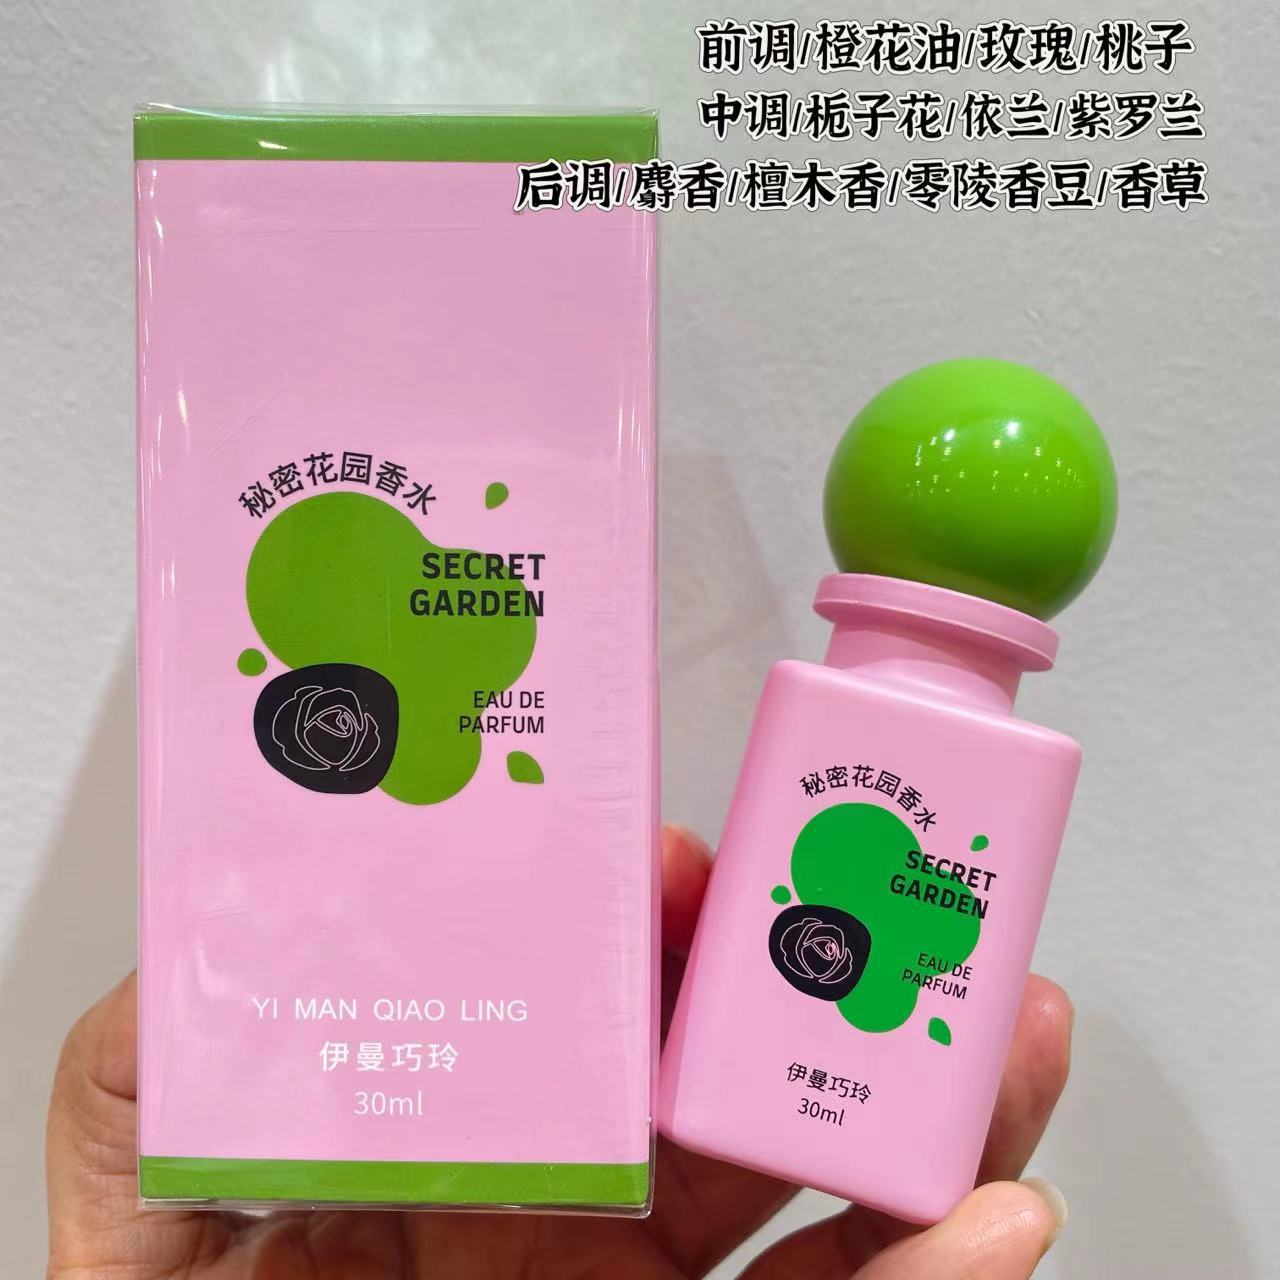 前调/橙花油/玫瑰/桃子
中调/栀子花/依兰/紫罗兰
后调/麝香/檀木香/零陵香豆/香草
秘密花园香水
SECRET
GARDEN
EAU DE
PARFUM
YI MAN QIAO LING
伊曼巧玲
30ml
秘密花园香水
SECRET
GARDEN
EAU DE
PARFUM
伊曼巧玲
30ml